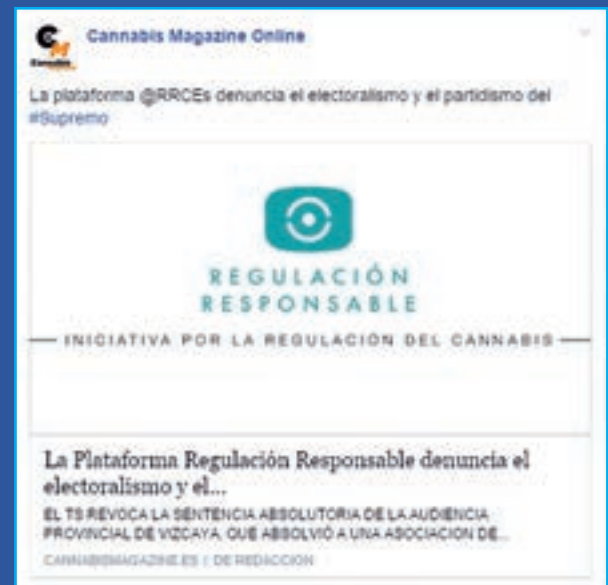 CM
Cannabis
Cannabis Magazine Online
La plataforma @RRCEs denuncia el electoralismo y el partidismo del
#Supremo
REGULACIÓN
RESPONSABLE
INICIATIVA POR LA REGULACIÓN DEL CANNABIS
La Plataforma Regulación Responsable denuncia el
electoralismo y el...
EL TS REVOCA LA SENTENCIA ABSOLUTORIA DE LA AUDIENCIA
PROVINCIAL DE VIZCAYA, QUE ABSOLVIÓ A UNA ASOCIACION DE...
CANNABISMAGAZINE.ES | DE REDACCION